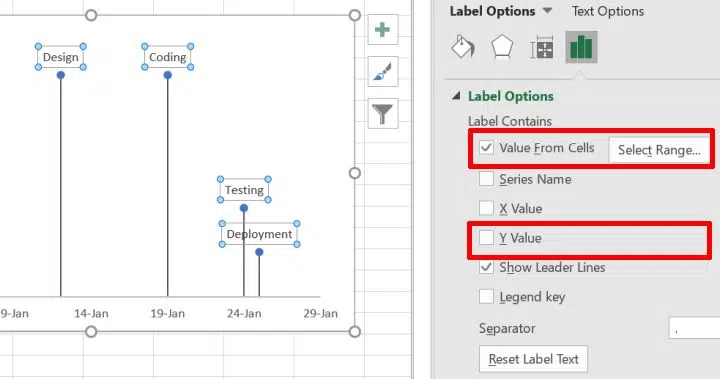 Design
Coding
Testing
Deployment
9-Jan 14-Jan 19-Jan 24-Jan 29-Jan
Label Options Text Options
Label Options
Label Contains
Value From Cells Select Range...
Series Name
X Value
Y Value
Show Leader Lines
Legend key
Separator ,
Reset Label Text